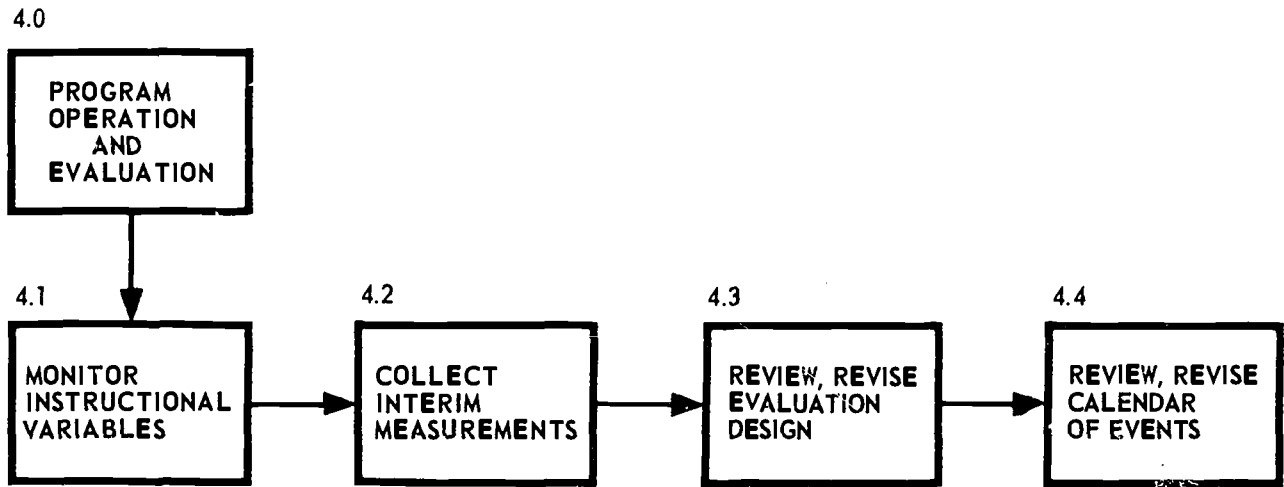 4.0
PROGRAM
OPERATION
AND
EVALUATION
4.1
MONITOR
INSTRUCTIONAL
VARIABLES
4.2
COLLECT
INTERIM
MEASUREMENTS
4.3
REVIEW, REVISE
EVALUATION
DESIGN
4.4
REVIEW, REVISE
CALENDAR
OF EVENTS